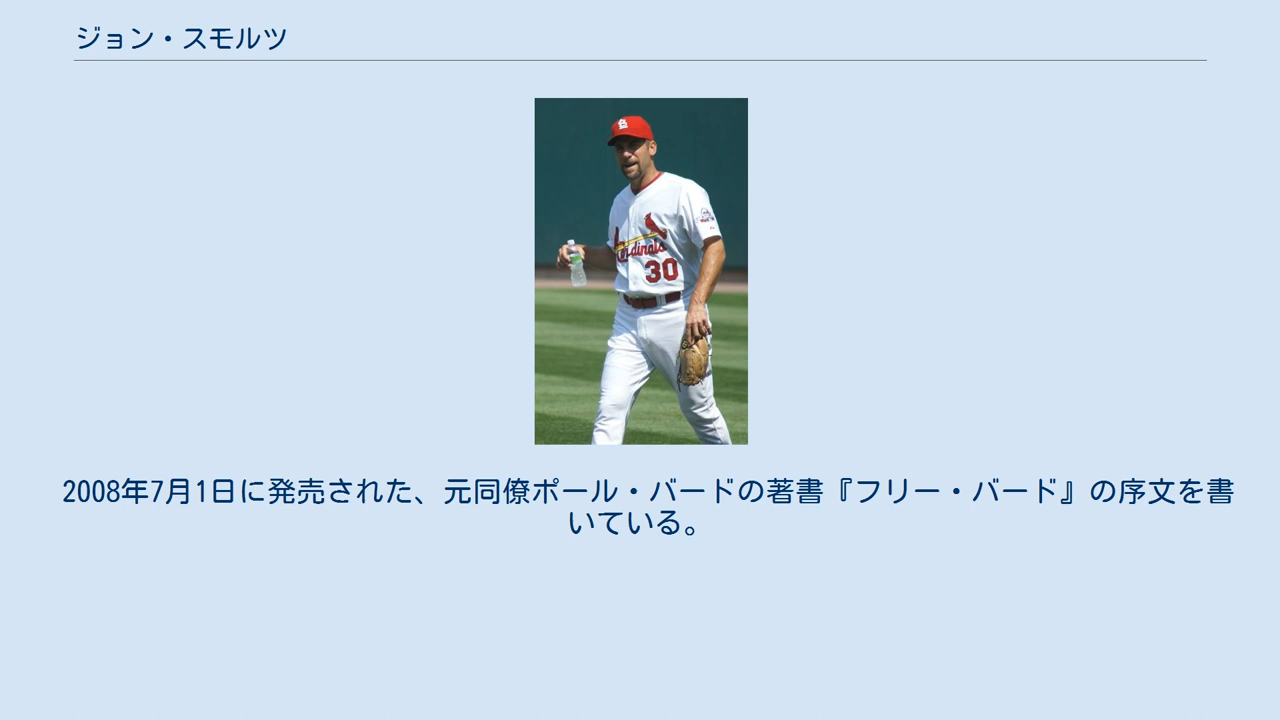 ジョン・スモルツ
Cardinals
30
2008年7月1日に発売された、元同僚ポール・バードの著書『フリー・バード』の序文を書
いている。